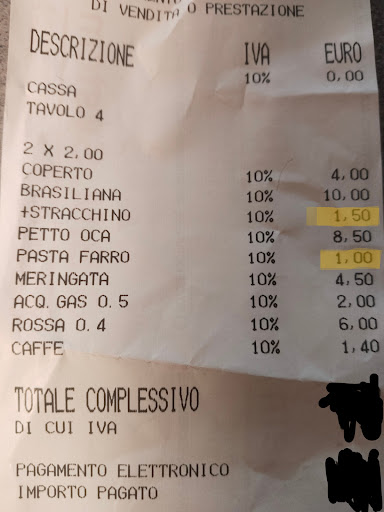 DI VENDITA O PRESTAZIONE
DESCRIZIONE IVA EURO
10% 0,00
CASSA
TAVOLO 4
2 X 2,00
COPERTO 10% 4,00
BRASILIANA 10% 10,00
+STRACCHINO 10% 1,50
PETTO OCA 10% 8,50
PASTA FARRO 10% 1,00
MERINGATA 10% 4,50
ACQ. GAS 0.5 10% 2,00
ROSSA 0.4 10% 6,00
CAFFE 10% 1,40
TOTALE COMPLESSIVO
DI CUI IVA
PAGAMENTO ELETTRONICO
IMPORTO PAGATO